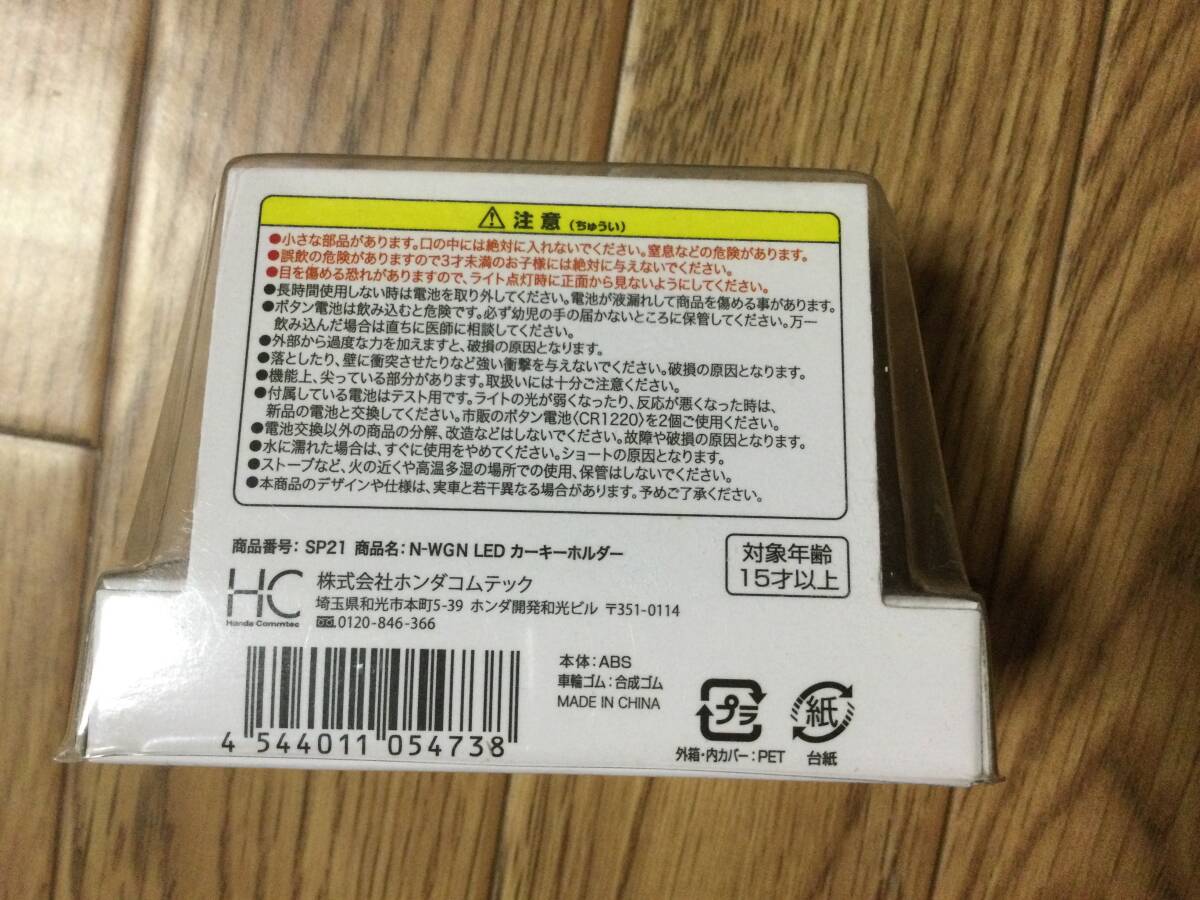 注意(ちゅうい)
●小さな部品があります。口の中には絶対に入れないでください。窒息などの危険があります。
●誤飲の危険がありますので3才未満のお子様には絶対に与えないでください。
●目を傷める恐れがありますので、ライト点灯時に正面から見ないようにしてください。
●長時間使用しない時は電池を取り外してください。電池が液漏れして商品を傷める事があります。
●ボタン電池は飲み込むと危険です。必ず幼児の手の届かないところに保管してください。万一
飲み込んだ場合は直ちに医師に相談してください。
●外部から過度な力を加えますと、破損の原因となります。
●落としたり、壁に衝突させたりなど強い衝撃を与えないでください。破損の原因となります。
●機能上、尖っている部分があります。取扱いには十分ご注意ください。
●付属している電池はテスト用です。ライトの光が弱くなったり、反応が悪くなった時は、
新品の電池と交換してください。市販のボタン電池〈CR1220〉を2個ご使用ください。
●電池交換以外の商品の分解、改造などはしないでください。故障や破損の原因となります。
●水に濡れた場合は、すぐに使用をやめてください。ショートの原因となります。
●ストーブなど、火の近くや高温多湿の場所での使用、保管はしないでください。
●本商品のデザインや仕様は、実車と若干異なる場合があります。予めご了承ください。
商品番号: SP21 商品名: N-WGN LED カーキーホルダー
対象年齢
15才以上
HC
Honda Commtec
株式会社ホンダコムテック
埼玉県和光市本町5-39 ホンダ開発和光ビル 〒351-0114
0120-846-366
本体:ABS
車輪ゴム:合成ゴム
MADE IN CHINA
4 544011 054738
プラ
外箱・内カバー:PET
紙
台紙